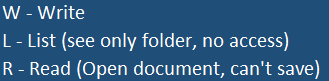 W - Write
L - List (see only folder, no access)
R - Read (Open document, can't save)